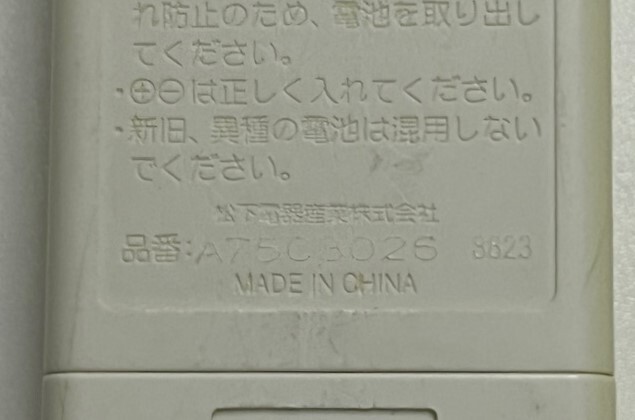 れ防止のため、電池を取り出し
てください。
・⊕⊖は正しく入れてください。
・新旧、異種の電池は混用しない
でください。
松下電器産業株式会社
品番:A75C3026 8623
MADE IN CHINA